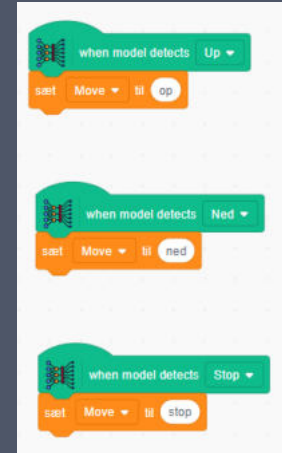 when model detects Up
sæt Move til op
when model detects Ned
sæt Move til ned
when model detects Stop
sæt Move til stop